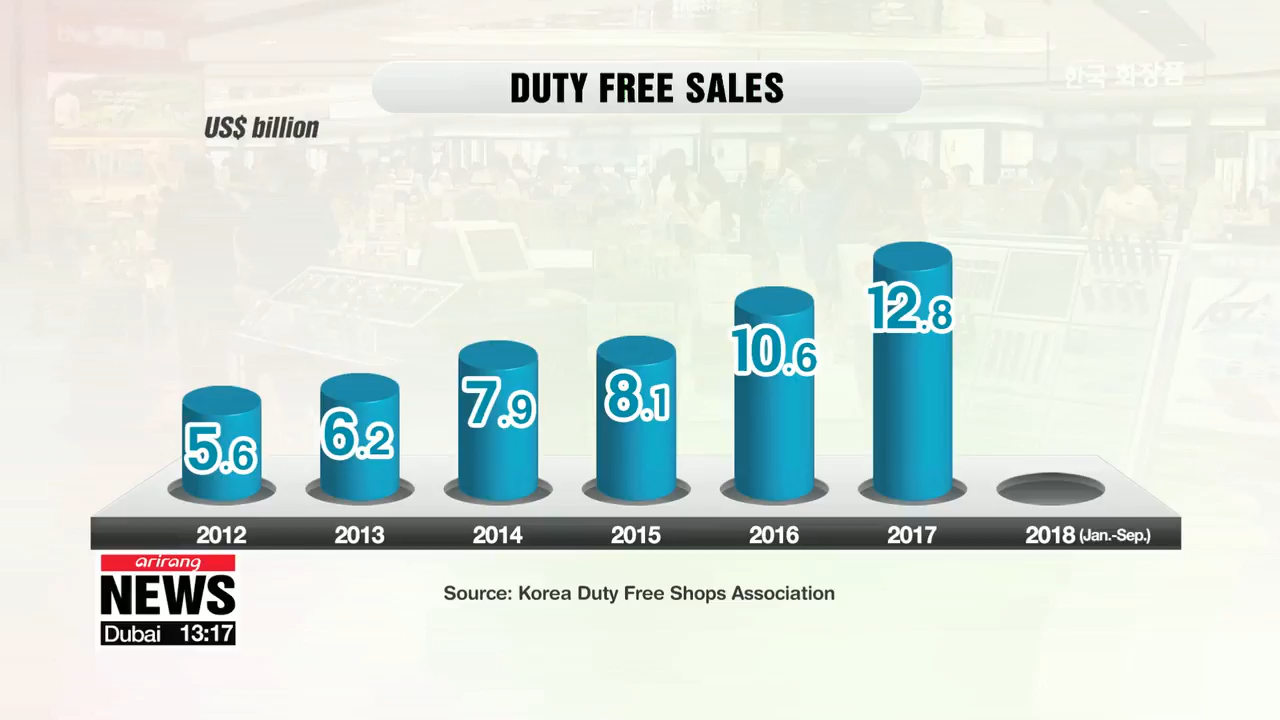 DUTY FREE SALES
한국 화장품
US$ billion
5.6
6.2
7.9
8.1
10.6
12.8
2012
2013
2014
2015
2016
2017
2018 (Jan.-Sep.)
arirang
NEWS
Dubai 13:17
Source: Korea Duty Free Shops Association